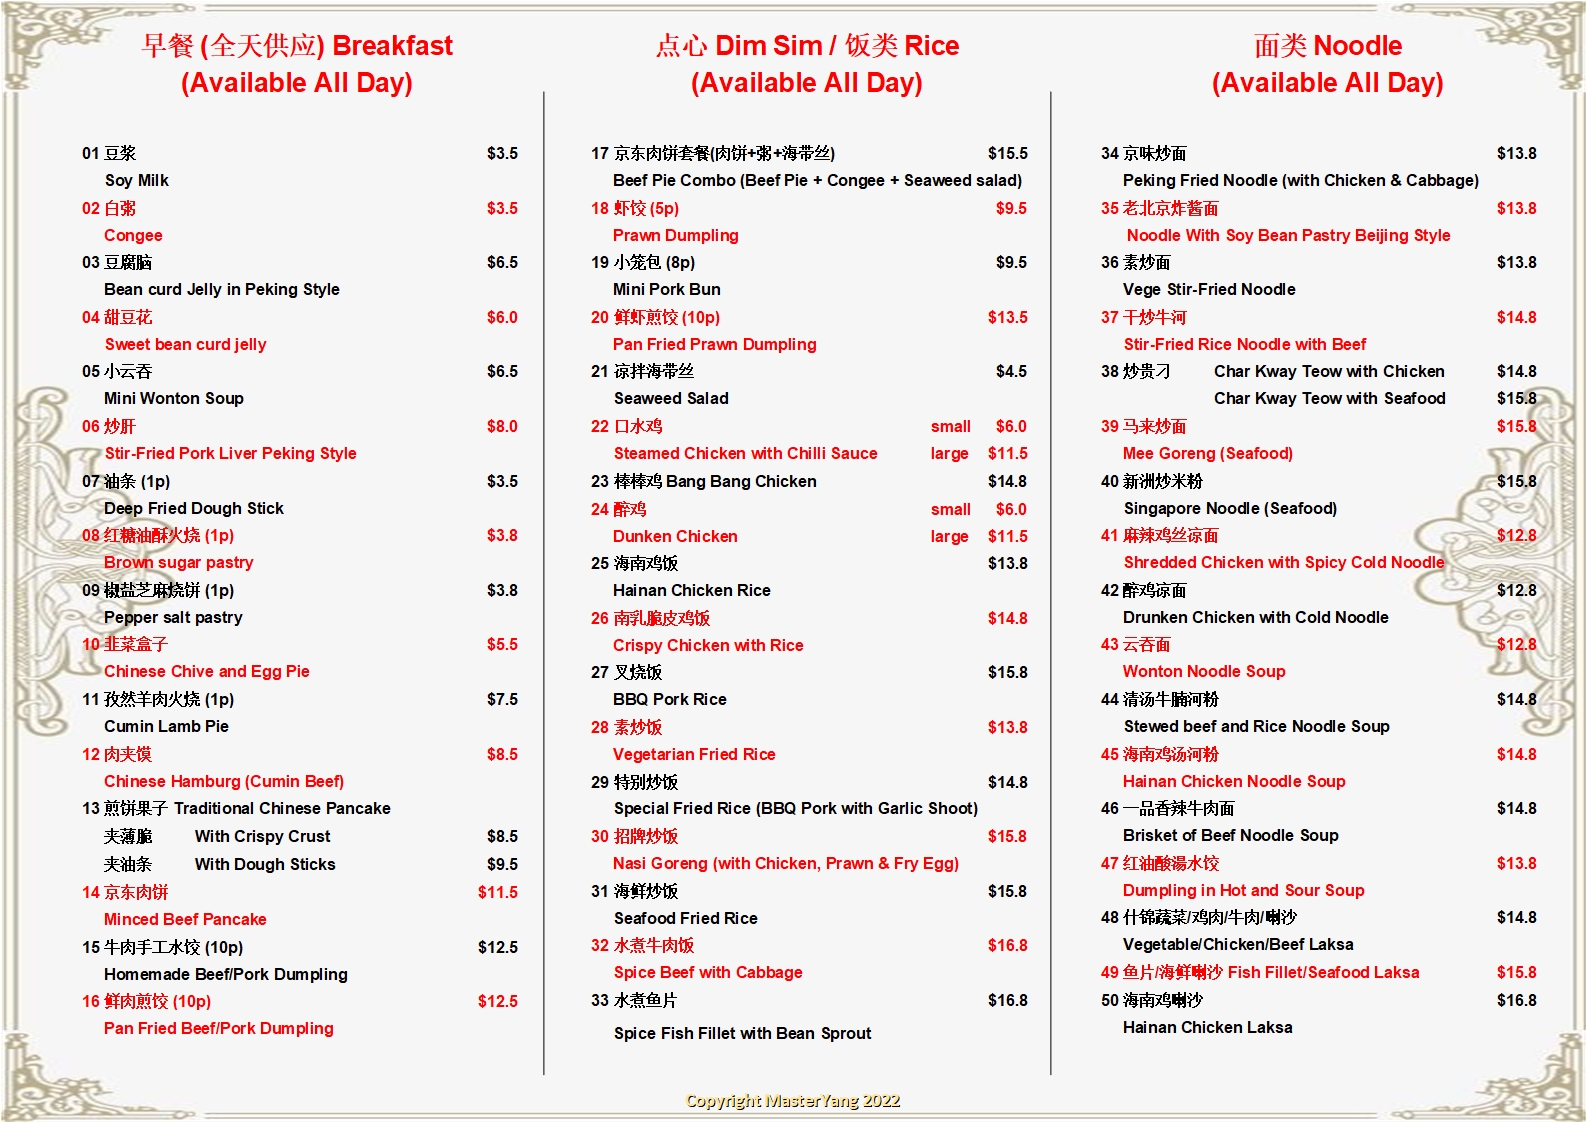 早餐 (全天供应) Breakfast
(Available All Day)
01 豆浆 $3.5
Soy Milk
02 白粥 $3.5
Congee
03 豆腐脑 $6.5
Bean curd Jelly in Peking Style
04 甜豆花 $6.0
Sweet bean curd jelly
05 小云吞 $6.5
Mini Wonton Soup
06 炒肝 $8.0
Stir-Fried Pork Liver Peking Style
07 油条 (1p) $3.5
Deep Fried Dough Stick
08 红糖油酥火烧 (1p) $3.8
Brown sugar pastry
09 椒盐芝麻烧饼 (1p) $3.8
Pepper salt pastry
10 韭菜盒子 $5.5
Chinese Chive and Egg Pie
11 孜然羊肉火烧 (1p) $7.5
Cumin Lamb Pie
12 肉夹馍 $8.5
Chinese Hamburg (Cumin Beef)
13 煎饼果子 Traditional Chinese Pancake
夹薄脆 With Crispy Crust $8.5
夹油条 With Dough Sticks $9.5
14 京东肉饼 $11.5
Minced Beef Pancake
15 牛肉手工水饺 (10p) $12.5
Homemade Beef/Pork Dumpling
16 鲜肉煎饺 (10p) $12.5
Pan Fried Beef/Pork Dumpling
点心 Dim Sim / 饭类 Rice
(Available All Day)
17 京东肉饼套餐(肉饼+粥+海带丝) $15.5
Beef Pie Combo (Beef Pie + Congee + Seaweed salad)
18 虾饺 (5p) $9.5
Prawn Dumpling
19 小笼包 (8p) $9.5
Mini Pork Bun
20 鲜虾煎饺 (10p) $13.5
Pan Fried Prawn Dumpling
21 凉拌海带丝 $4.5
Seaweed Salad
22 口水鸡 small $6.0
Steamed Chicken with Chilli Sauce large $11.5
23 棒棒鸡 Bang Bang Chicken $14.8
24 醉鸡 small $6.0
Dunken Chicken large $11.5
25 海南鸡饭 $13.8
Hainan Chicken Rice
26 南乳脆皮鸡饭 $14.8
Crispy Chicken with Rice
27 叉烧饭 $15.8
BBQ Pork Rice
28 素炒饭 $13.8
Vegetarian Fried Rice
29 特别炒饭 $14.8
Special Fried Rice (BBQ Pork with Garlic Shoot)
30 招牌炒饭 $15.8
Nasi Goreng (with Chicken, Prawn & Fry Egg)
31 海鲜炒饭 $15.8
Seafood Fried Rice
32 水煮牛肉饭 $16.8
Spice Beef with Cabbage
33 水煮鱼片 $16.8
Spice Fish Fillet with Bean Sprout
面类 Noodle
(Available All Day)
34 京味炒面 $13.8
Peking Fried Noodle (with Chicken & Cabbage)
35 老北京炸酱面 $13.8
Noodle With Soy Bean Pastry Beijing Style
36 素炒面 $13.8
Vege Stir-Fried Noodle
37 干炒牛河 $14.8
Stir-Fried Rice Noodle with Beef
38 炒贵刁 Char Kway Teow with Chicken $14.8
Char Kway Teow with Seafood $15.8
39 马来炒面 $15.8
Mee Goreng (Seafood)
40 新洲炒米粉 $15.8
Singapore Noodle (Seafood)
41 麻辣鸡丝凉面 $12.8
Shredded Chicken with Spicy Cold Noodle
42 醉鸡凉面 $12.8
Drunken Chicken with Cold Noodle
43 云吞面 $12.8
Wonton Noodle Soup
44 清汤牛腩河粉 $14.8
Stewed beef and Rice Noodle Soup
45 海南鸡汤河粉 $14.8
Hainan Chicken Noodle Soup
46 一品香辣牛肉面 $14.8
Brisket of Beef Noodle Soup
47 红油酸湯水饺 $13.8
Dumpling in Hot and Sour Soup
48 什锦蔬菜/鸡肉/牛肉/喇沙 $14.8
Vegetable/Chicken/Beef Laksa
49 鱼片/海鲜喇沙 Fish Fillet/Seafood Laksa $15.8
50 海南鸡喇沙 $16.8
Hainan Chicken Laksa
Copyright MasterYang 2022